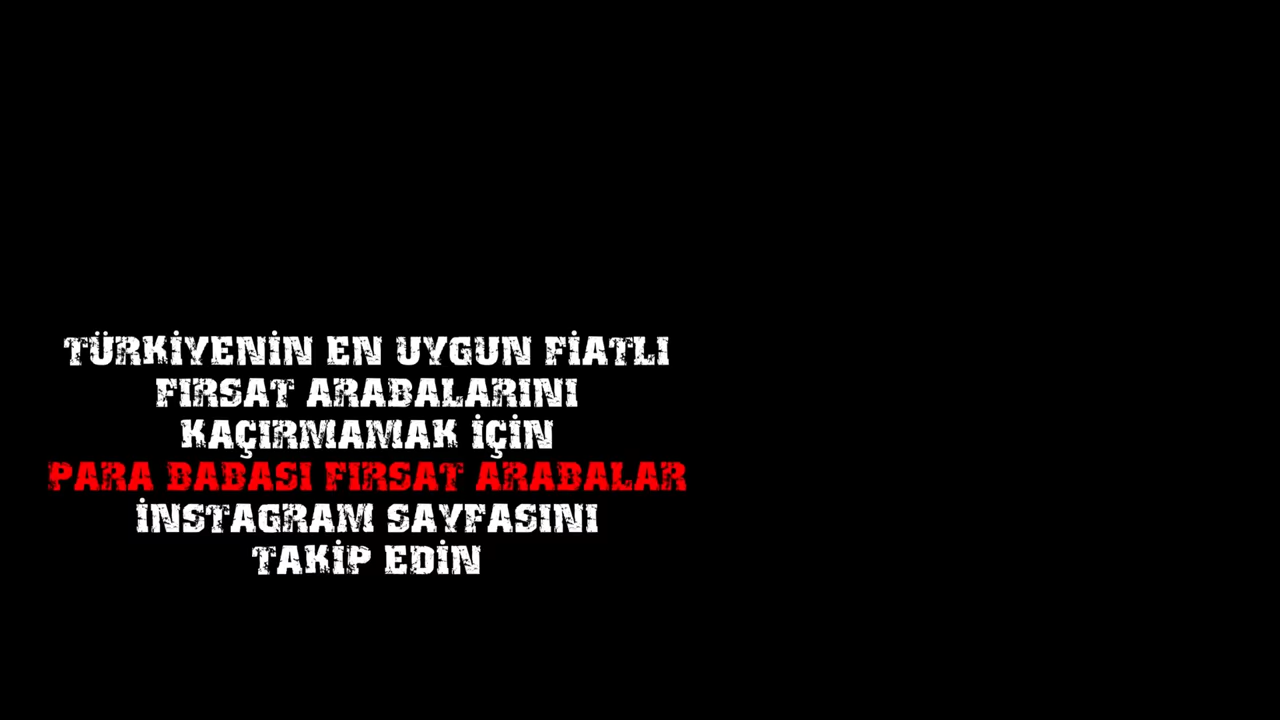 TÜRKİYENİN EN UYGUN FİATLI
FIRSAT ARABALARINI
KAÇIRMAMAK İÇİN
PARA BABASI FIRSAT ARABALAR
İNSTAGRAM SAYFASINI
TAKİP EDİN